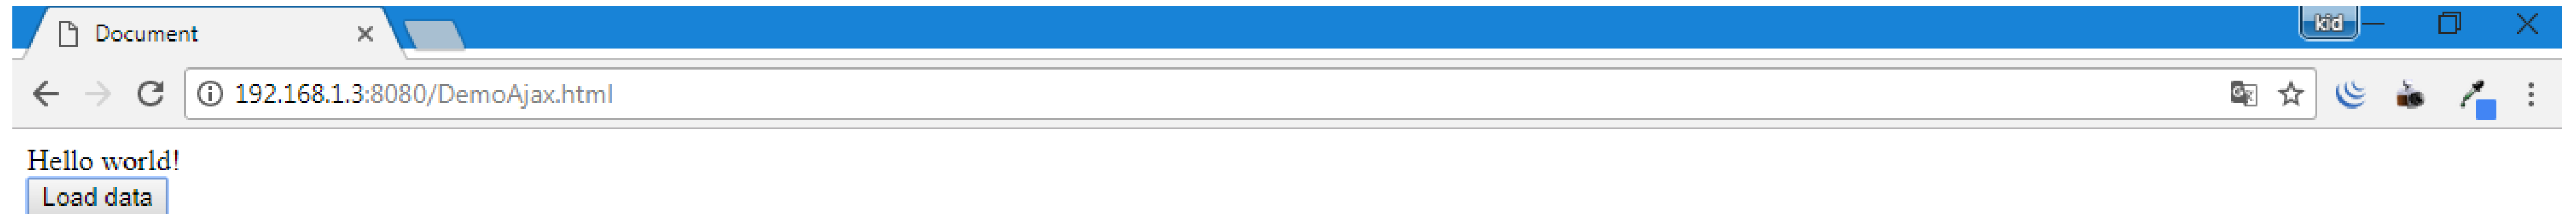 Document
kid
192.168.1.3:8080/DemoAjax.html
Hello world!
Load data